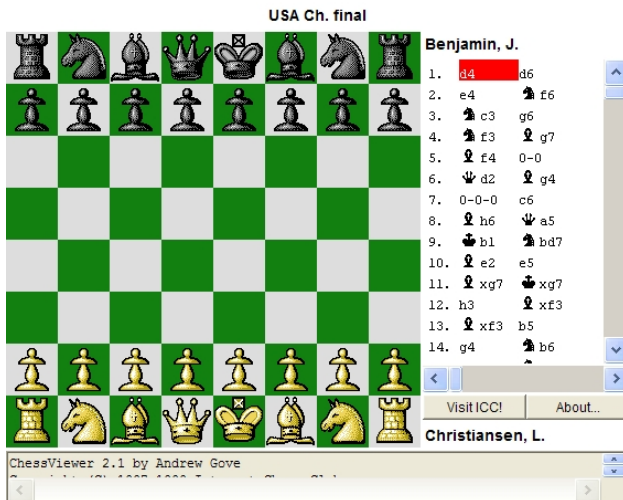 USA Ch. final
Benjamin, J.
1. d4 d6
2. e4 ♞ f6
3. ♞ c3 g6
4. ♞ f3 ♝ g7
5. ♝ f4 0-0
6. ♛ d2 ♝ g4
7. 0-0-0 c6
8. ♝ h6 ♛ a5
9. ♚ b1 ♞ bd7
10. ♝ e2 e5
11. ♝ xg7 ♚ xg7
12. h3 ♝ xf3
13. ♝ xf3 b5
14. g4 ♞ b6
Visit ICC! About...
Christiansen, L.
ChessViewer 2.1 by Andrew Gove